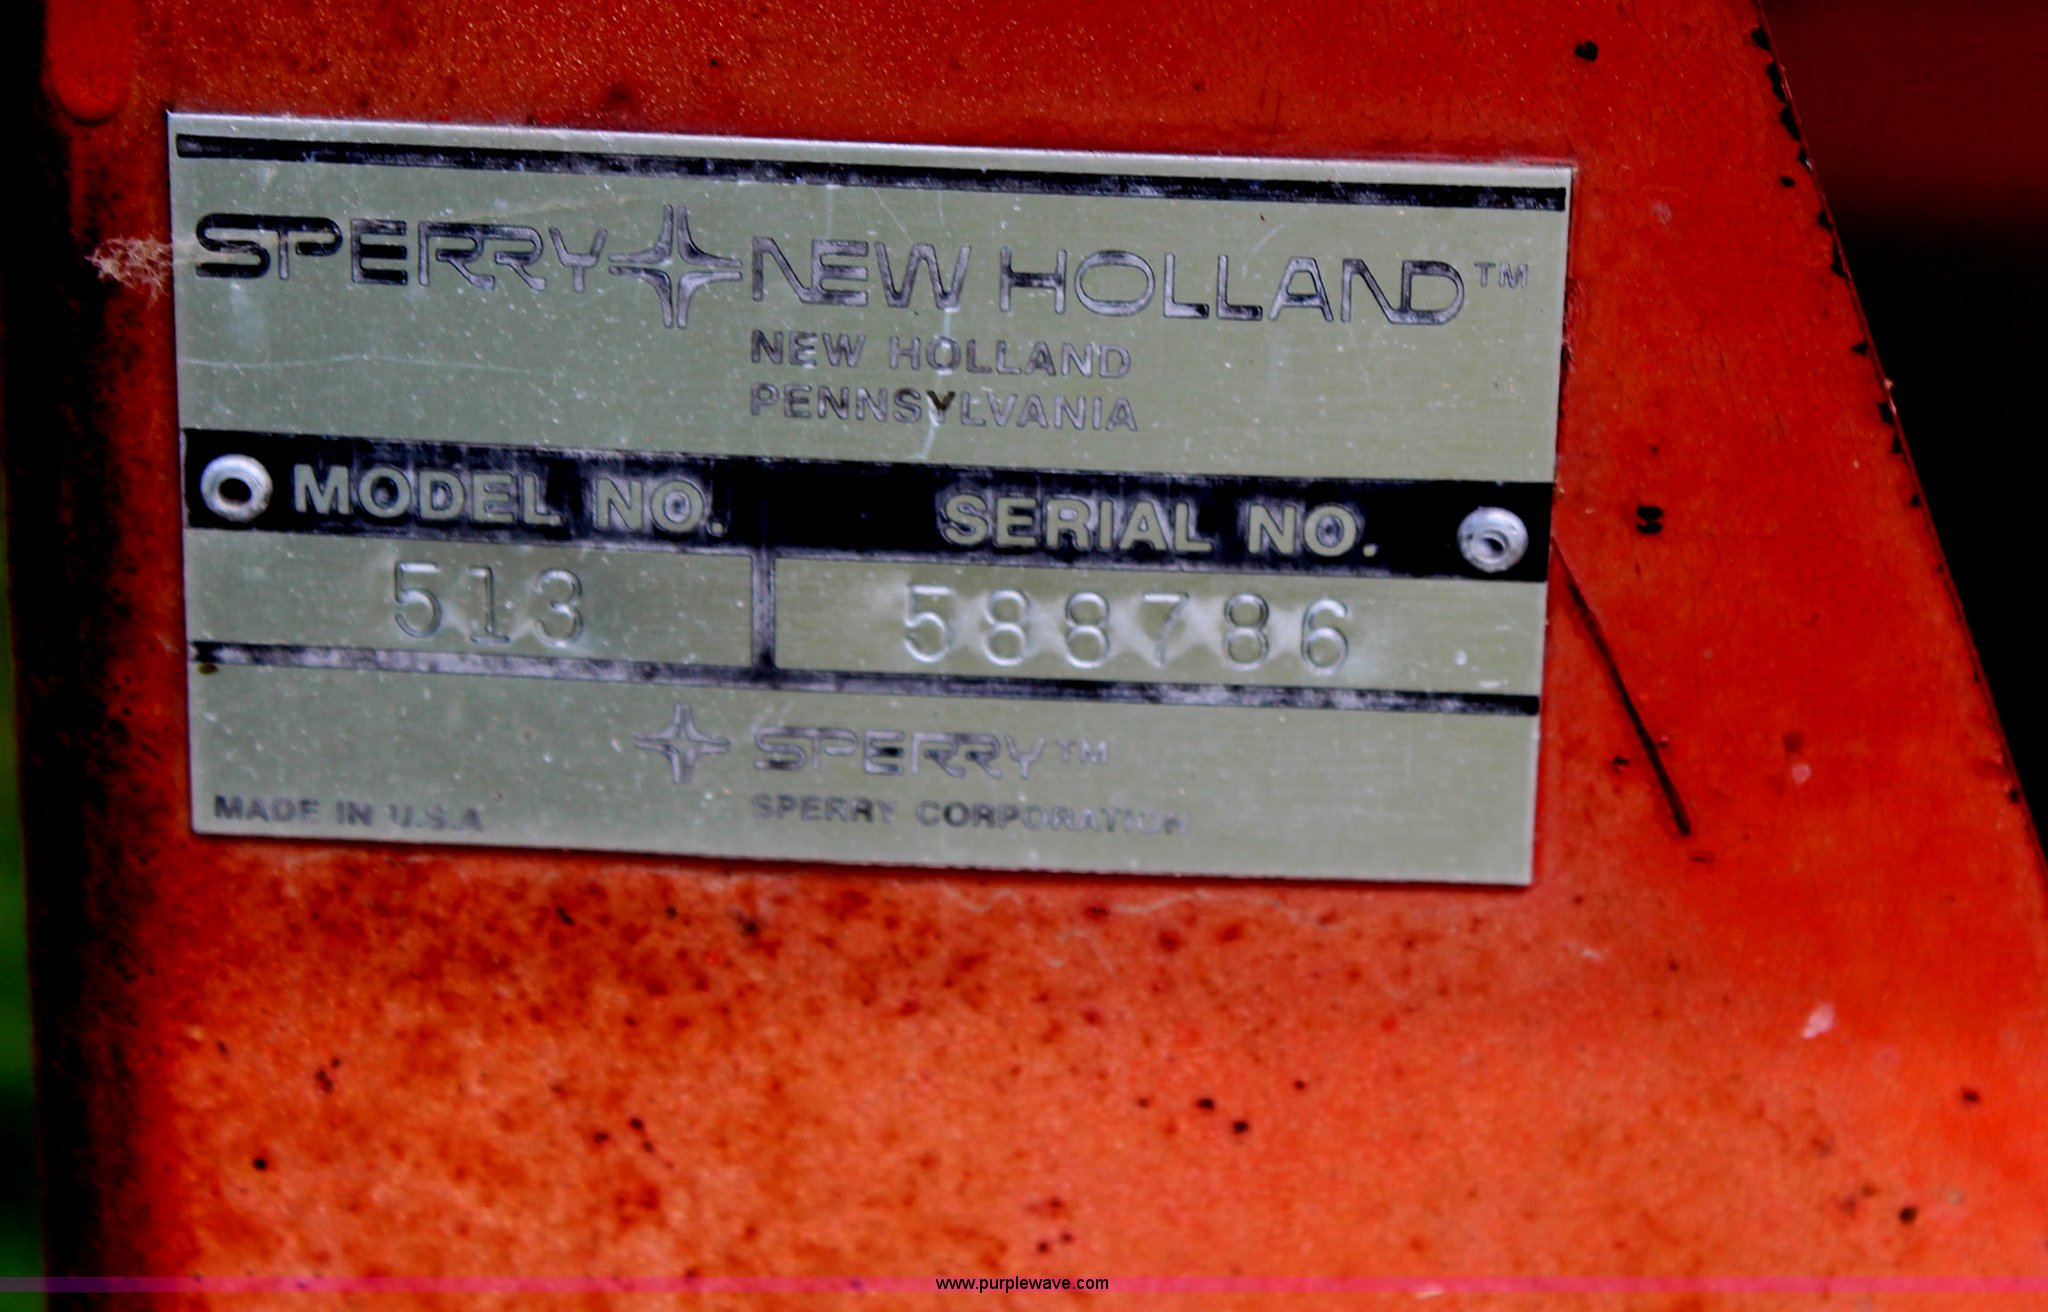 SPERRY NEW HOLLAND™
NEW HOLLAND
PENNSYLVANIA
MODEL NO. SERIAL NO.
513 588786
SPERRY™
MADE IN U.S.A SPERRY CORPORATION
www.purplewave.com